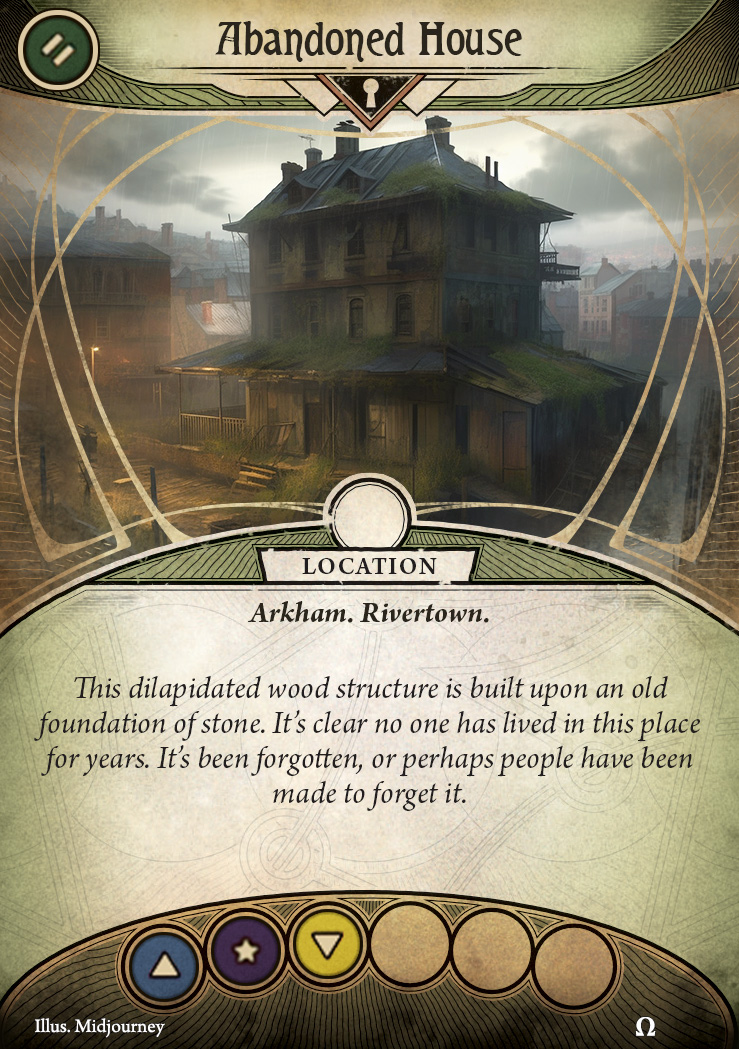 Abandoned House
LOCATION
Arkham. Rivertown.
This dilapidated wood structure is built upon an old
foundation of stone. It's clear no one has lived in this place
for years. It's been forgotten, or perhaps people have been
made to forget it.
Illus. Midjourney
Ω